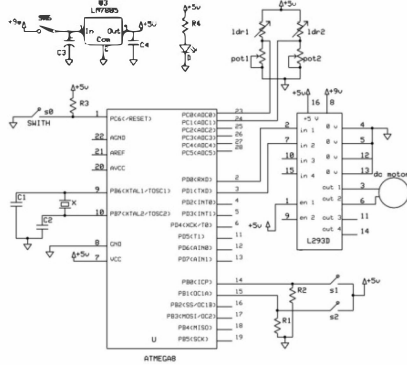 U3
LM7805
+9v
SW6
In
Out
+5v
C3
Com
C4
R4
D
+5v
ldr1
ldr2
pot1
pot2
+5v
R3
s0
SWITH
1
PC6(/RESET)
22
AGND
21
AREF
20
AVCC
9
PB6(XTAL1/TOSC1)
10
PB7(XTAL2/TOSC2)
8
GND
7
VCC
+5v
C1
C2
X
PC0(ADC0)
23
PC1(ADC1)
24
PC2(ADC2)
25
PC3(ADC3)
26
PC4(ADC4)
27
PC5(ADC5)
28
PD0(RXD)
2
PD1(TXD)
3
PD2(INT0)
4
PD3(INT1)
5
PD4(XCK/T0)
6
PD5(T1)
11
PD6(AIN0)
12
PD7(AIN1)
13
PB0(ICP)
14
PB1(OC1A)
15
PB2(SS/OC1B)
16
PB3(MOSI/OC2)
17
PB4(MISO)
18
PB5(SCK)
19
U
ATMEGA8
+5v
+9v
16
8
+5 V
2
in 1
7
in 2
10
in 3
15
in 4
0 v
4
0 v
5
0 v
12
0 v
13
dc motor
out 1
3
out 2
6
out 3
11
out 4
14
1
en 1
9
en 2
+5v
L293D
R2
R1
s1
s2
+5v